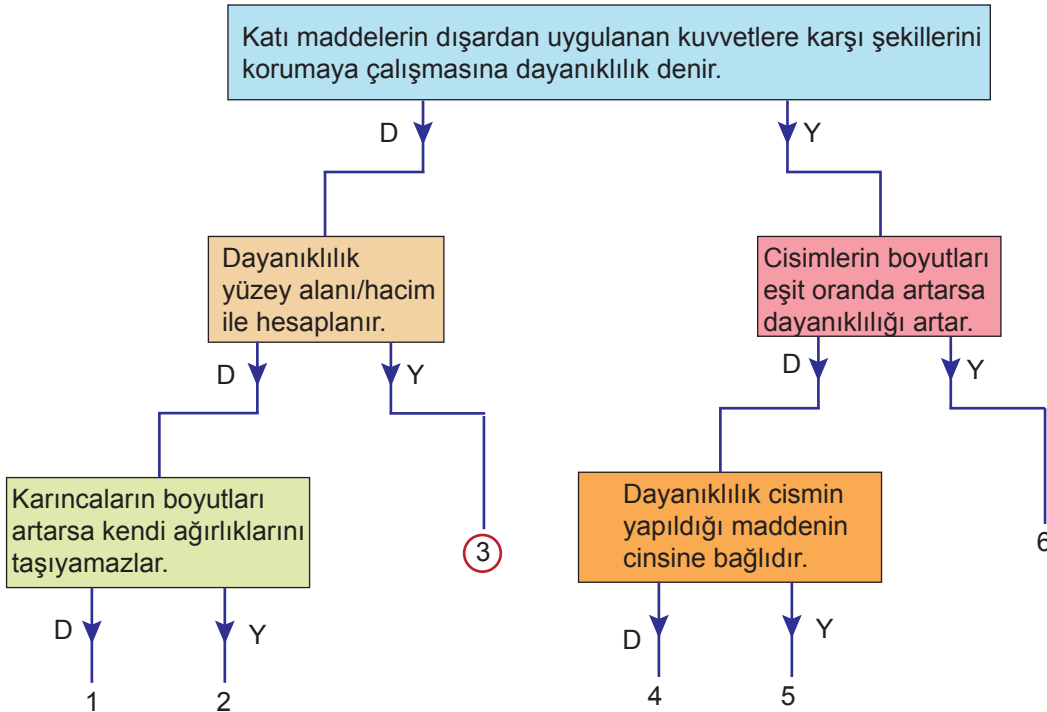 Katı maddelerin dışardan uygulanan kuvvetlere karşı şekillerini
korumaya çalışmasına dayanıklılık denir.
D
Y
Dayanıklılık
yüzey alanı/hacim
ile hesaplanır.
Cisimlerin boyutları
eşit oranda artarsa
dayanıklılığı artar.
D
Y
D
Y
Karıncaların boyutları
artarsa kendi ağırlıklarını
taşıyamazlar.
3
Dayanıklılık cismin
yapıldığı maddenin
cinsine bağlıdır.
6
D
Y
D
Y
1
2
4
5